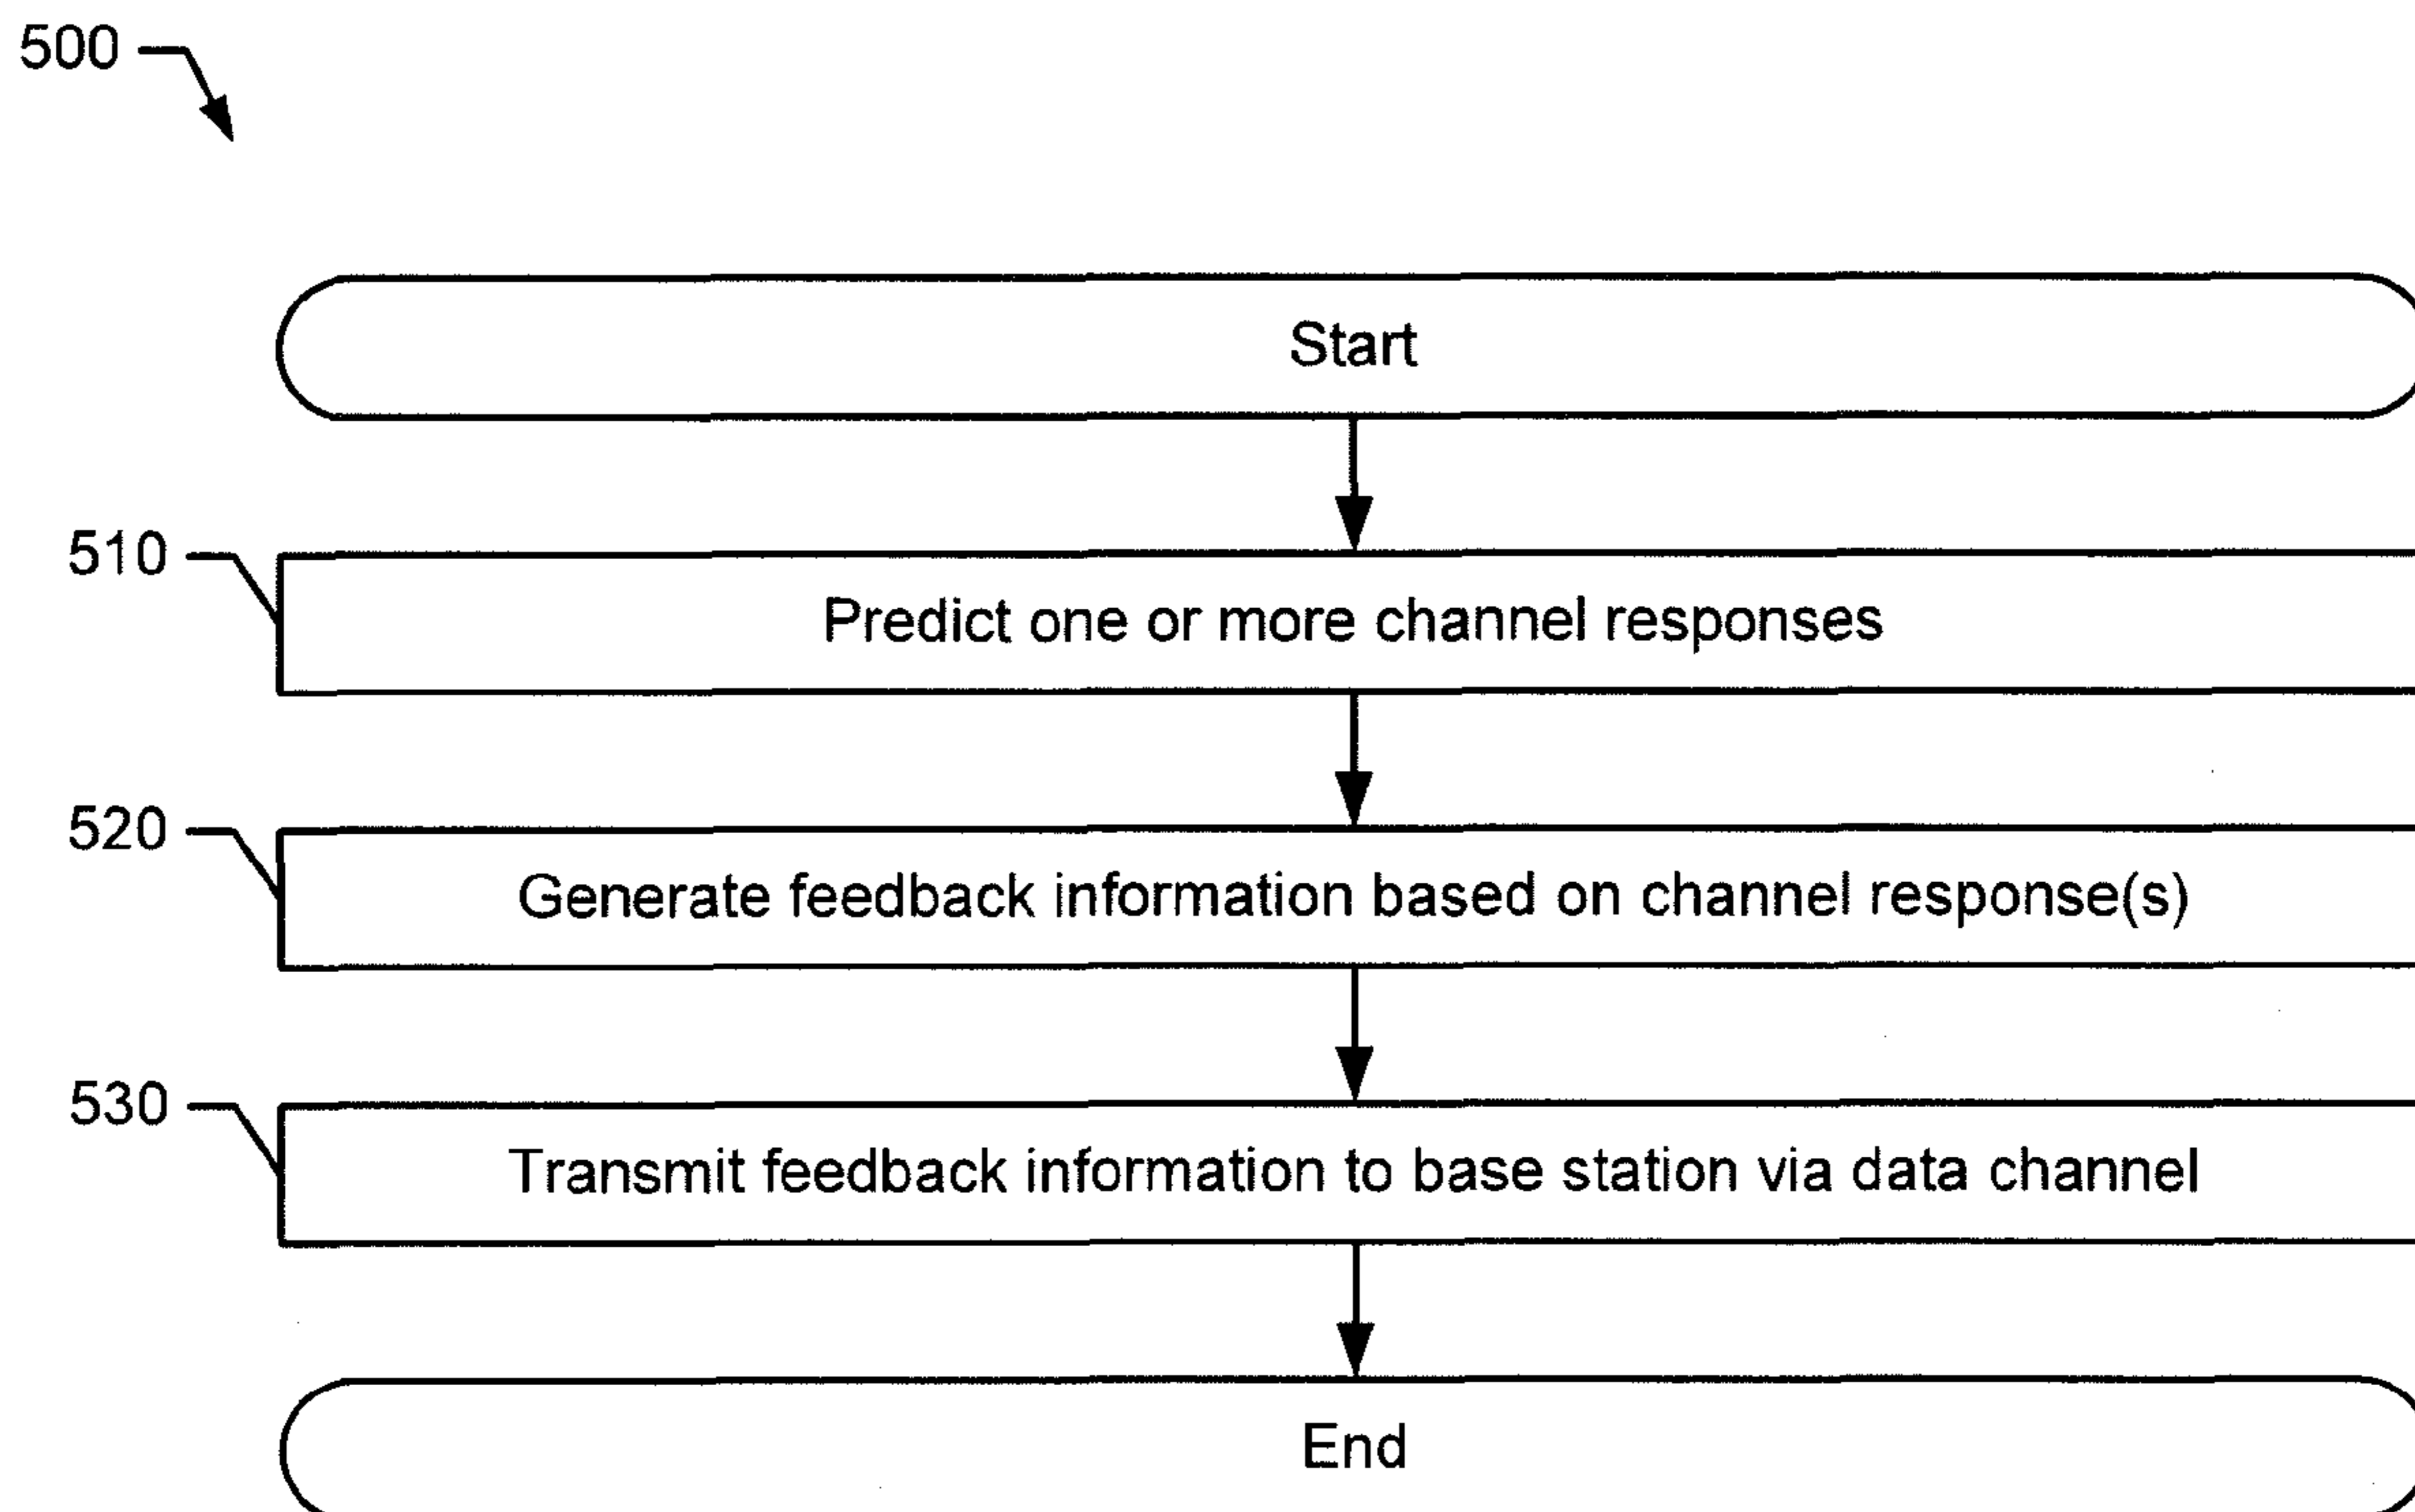 500
Start
510
Predict one or more channel responses
520
Generate feedback information based on channel response(s)
530
Transmit feedback information to base station via data channel
End